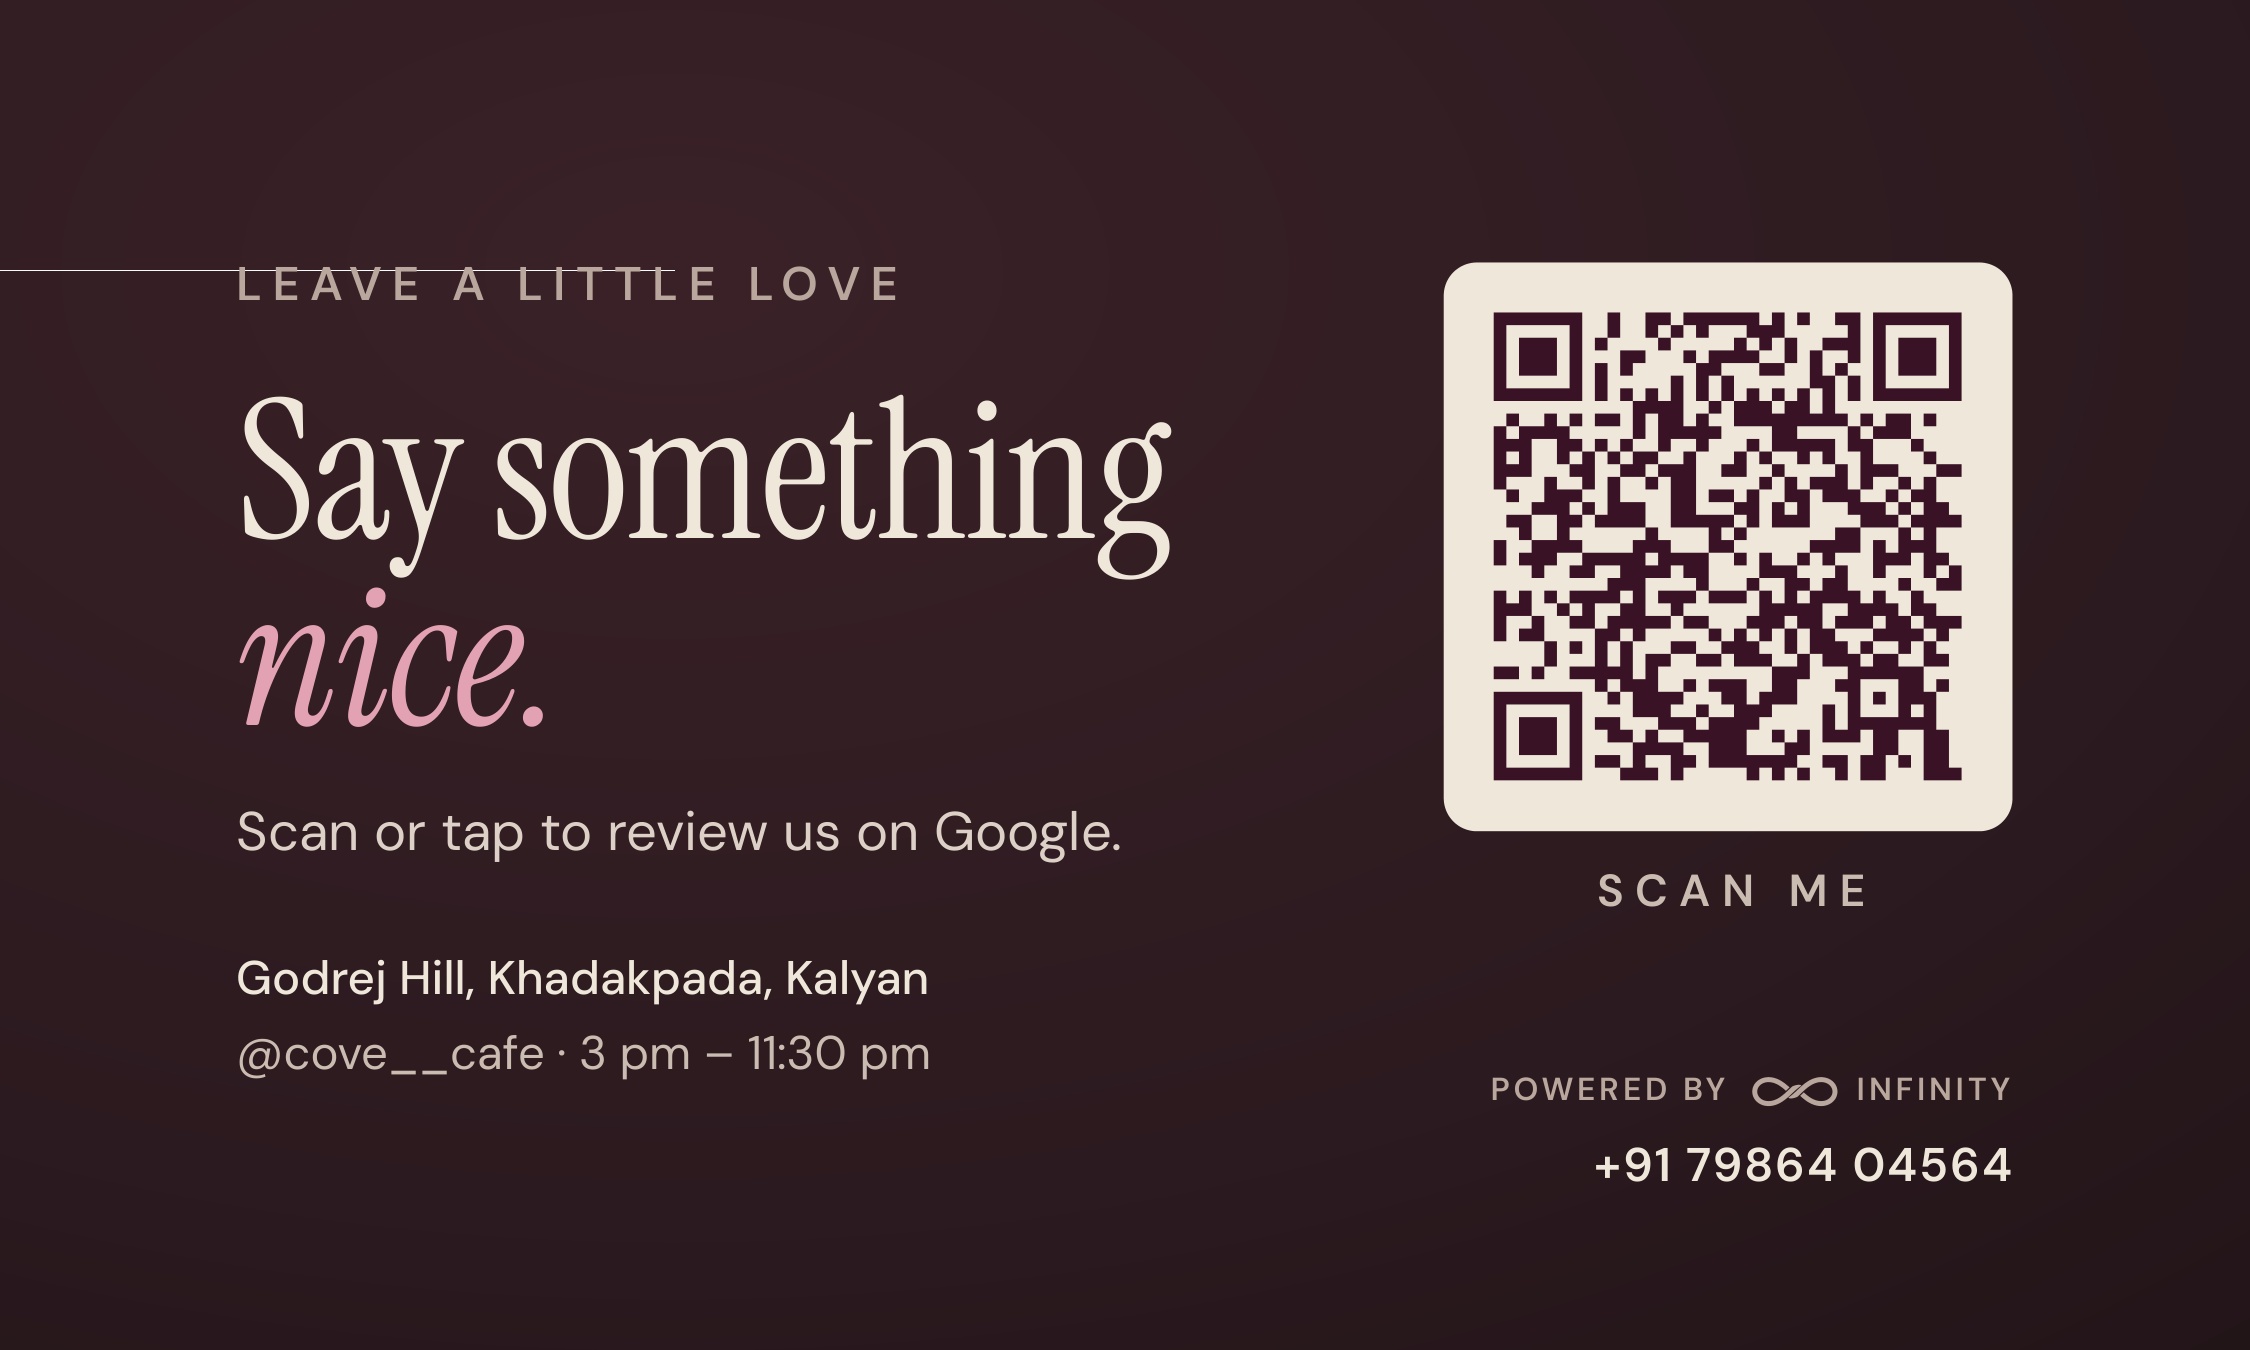 LEAVE A LITTLE LOVE
Say something
nice.
Scan or tap to review us on Google.
Godrej Hill, Khadakpada, Kalyan
@cove__cafe · 3 pm – 11:30 pm
SCAN ME
POWERED BY INFINITY
+91 79864 04564